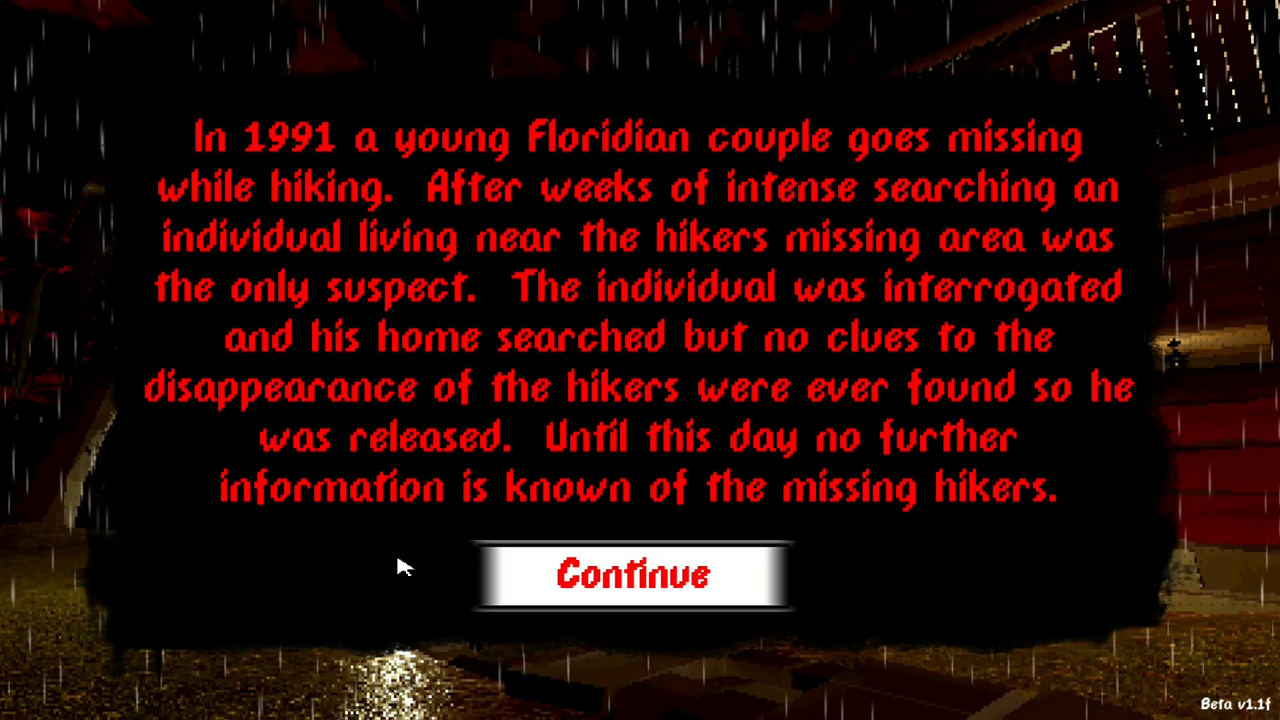 In 1991 a young Floridian couple goes missing
while hiking.  After weeks of intense searching an
individual living near the hikers missing area was
the only suspect.  The individual was interrogated
and his home searched but no clues to the
disappearance of the hikers were ever found so he
was released.  Until this day no further
information is known of the missing hikers.
Continue
Beta v1.1f